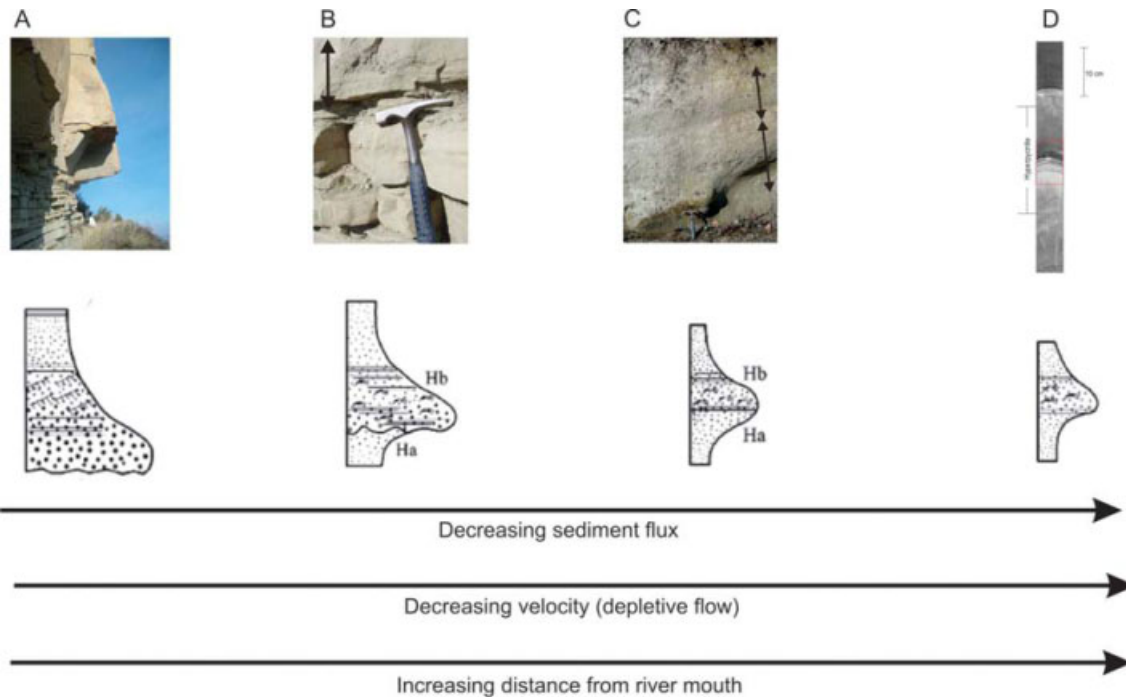 A
B
C
D
10 cm
Hyperpycnite
Hb
Ha
Hb
Ha
Decreasing sediment flux
Decreasing velocity (depletive flow)
Increasing distance from river mouth